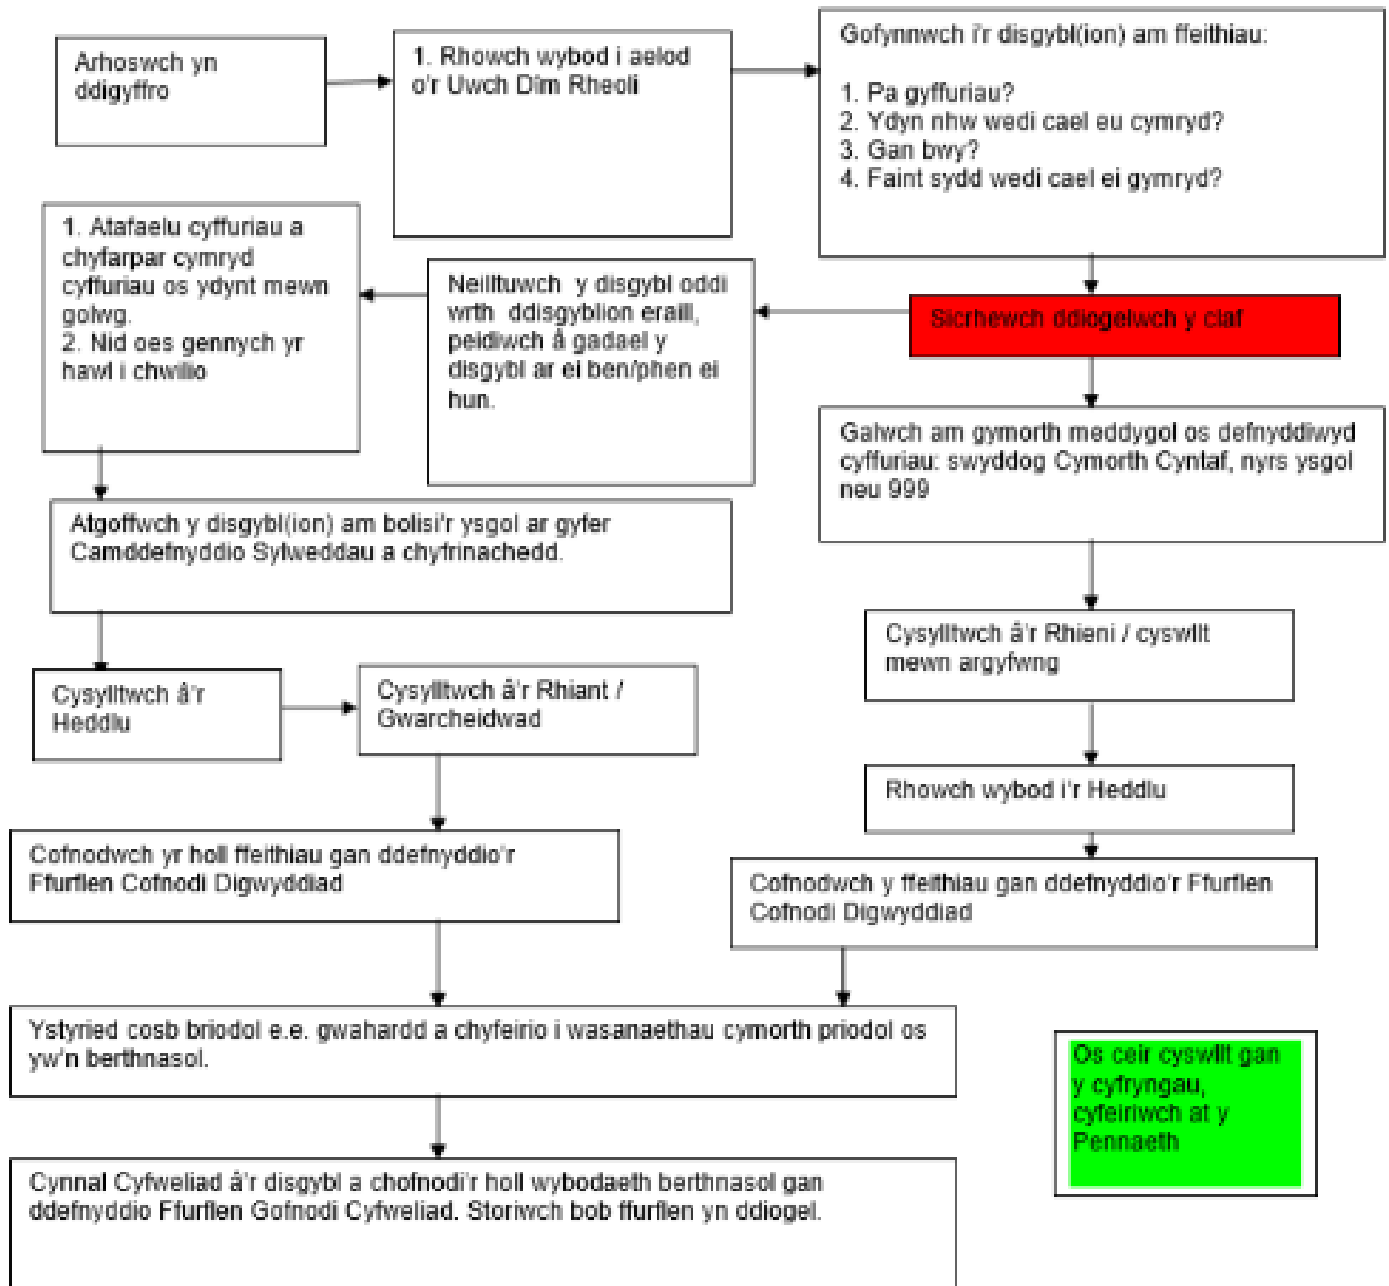 Arhoswch yn
ddigyffro
1. Rhowch wybod i aelod
o'r Uwch Dîm Rheoli
Gofynnwch i'r disgybl(ion) am ffeithiau:
1. Pa gyffuriau?
2. Ydyn nhw wedi cael eu cymryd?
3. Gan bwy?
4. Faint sydd wedi cael ei gymryd?
1. Atafaelu cyffuriau a
chyfarpar cymryd
cyffuriau os ydynt mewn
golwg.
2. Nid oes gennych yr
hawl i chwilio
Neilltuwch y disgybl oddi
wrth ddisgyblion eraill,
peidiwch â gadael y
disgybl ar ei ben/phen ei
hun.
Sicrhewch ddiogelwch y claf
Galwch am gymorth meddygol os defnyddiwyd
cyffuriau: swyddog Cymorth Cyntaf, nyrs ysgol
neu 999
Atgoffwch y disgybl(ion) am bolisi'r ysgol ar gyfer
Camddefnyddio Sylweddau a chyfrinachedd.
Cysylltwch â'r Rhieni / cyswllt
mewn argyfwng
Cysylltwch â'r
Heddlu
Cysylltwch â'r Rhiant /
Gwarcheidwad
Rhowch wybod i'r Heddlu
Cofnodwch yr holl ffeithiau gan ddefnyddio'r
Ffurflen Cofnodi Digwyddiad
Cofnodwch y ffeithiau gan ddefnyddio'r Ffurflen
Cofnodi Digwyddiad
Ystyried cosb briodol e.e. gwahardd a chyfeirio i wasanaethau cymorth priodol os
yw'n berthnasol.
Os ceir cyswllt gan
y cyfryngau,
cyfeiriwch at y
Pennaeth
Cynnal Cyfweliad â'r disgybl a chofnodi'r holl wybodaeth berthnasol gan
ddefnyddio Ffurflen Gofnodi Cyfweliad. Storiwch bob ffurflen yn ddiogel.